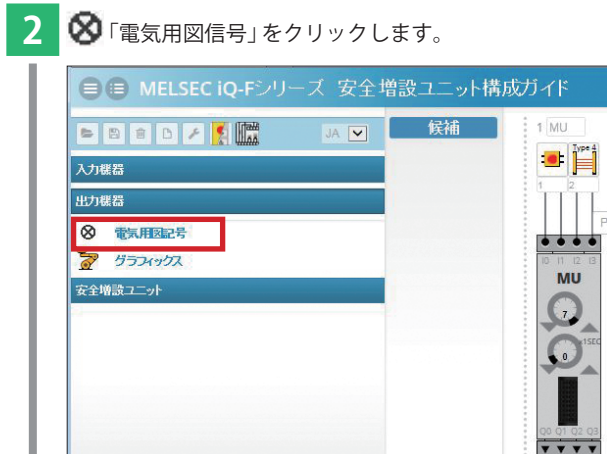 2 「電気用図信号」をクリックします。
MELSEC iQ-Fシリーズ 安全増設ユニット構成ガイド
JA
候補
1 MU
入力機器
Type 4
出力機器
1 2
電気用図記号
P
グラフィックス
I0 I1 I2 I3
安全増設ユニット
MU
7
x1SEC
0
Q0 Q1 Q2 Q3